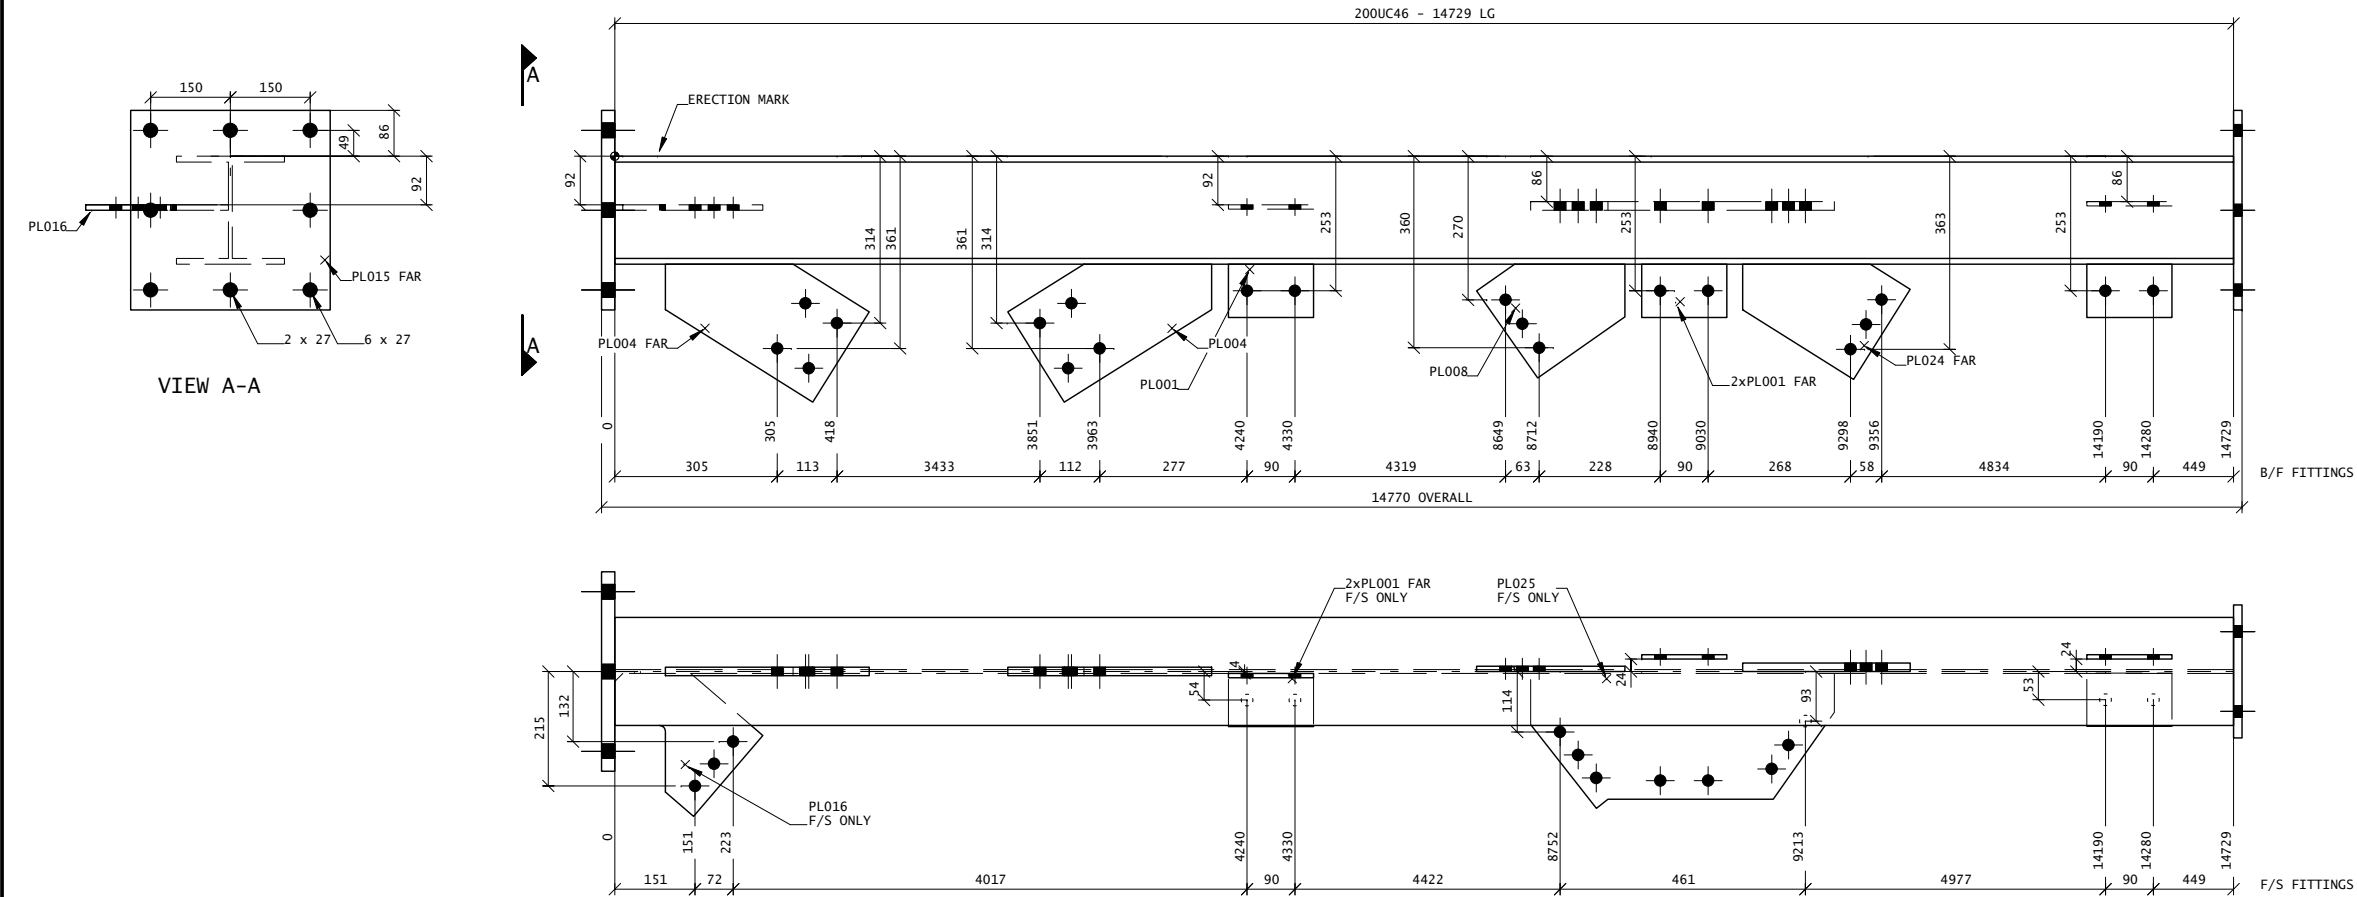 200UC46 - 14729 LG
A
ERECTION MARK
150 150
86
49
92
PL016
PL015 FAR
2 x 27
6 x 27
VIEW A-A
A
92
314
361
361
314
92
253
360
270
86
253
363
253
86
PL004 FAR
PL004
PL001
PL008
2xPL001 FAR
PL024 FAR
0
305
418
3851
3963
4240
4330
8649
8712
8940
9030
9298
9356
14190
14280
14729
305 113 3433 112 277 90 4319 63 228 90 268 58 4834 90 449 B/F FITTINGS
14770 OVERALL
2xPL001 FAR
F/S ONLY
PL025
F/S ONLY
215
132
4
54
114
24
93
53
24
PL016
F/S ONLY
0
151
223
4240
4330
8752
9213
14190
14280
14729
151 72 4017 90 4422 461 4977 90 449 F/S FITTINGS